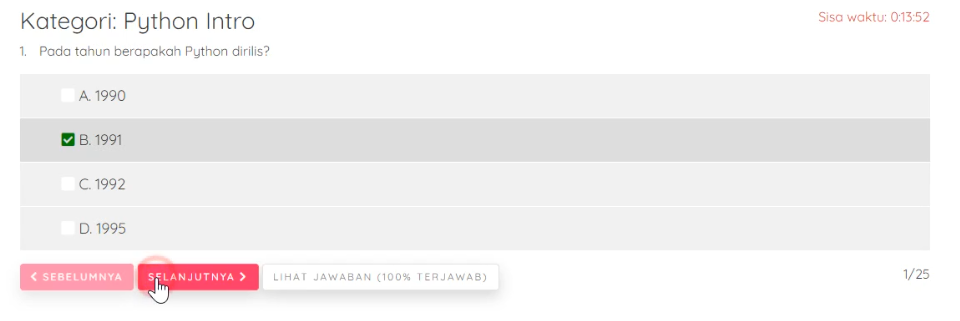 Kategori: Python Intro
Sisa waktu: 0:13:52
1. Pada tahun berapakah Python dirilis?
A. 1990
B. 1991
C. 1992
D. 1995
< SEBELUMNYA SELANJUTNYA > LIHAT JAWABAN (100% TERJAWAB) 1/25